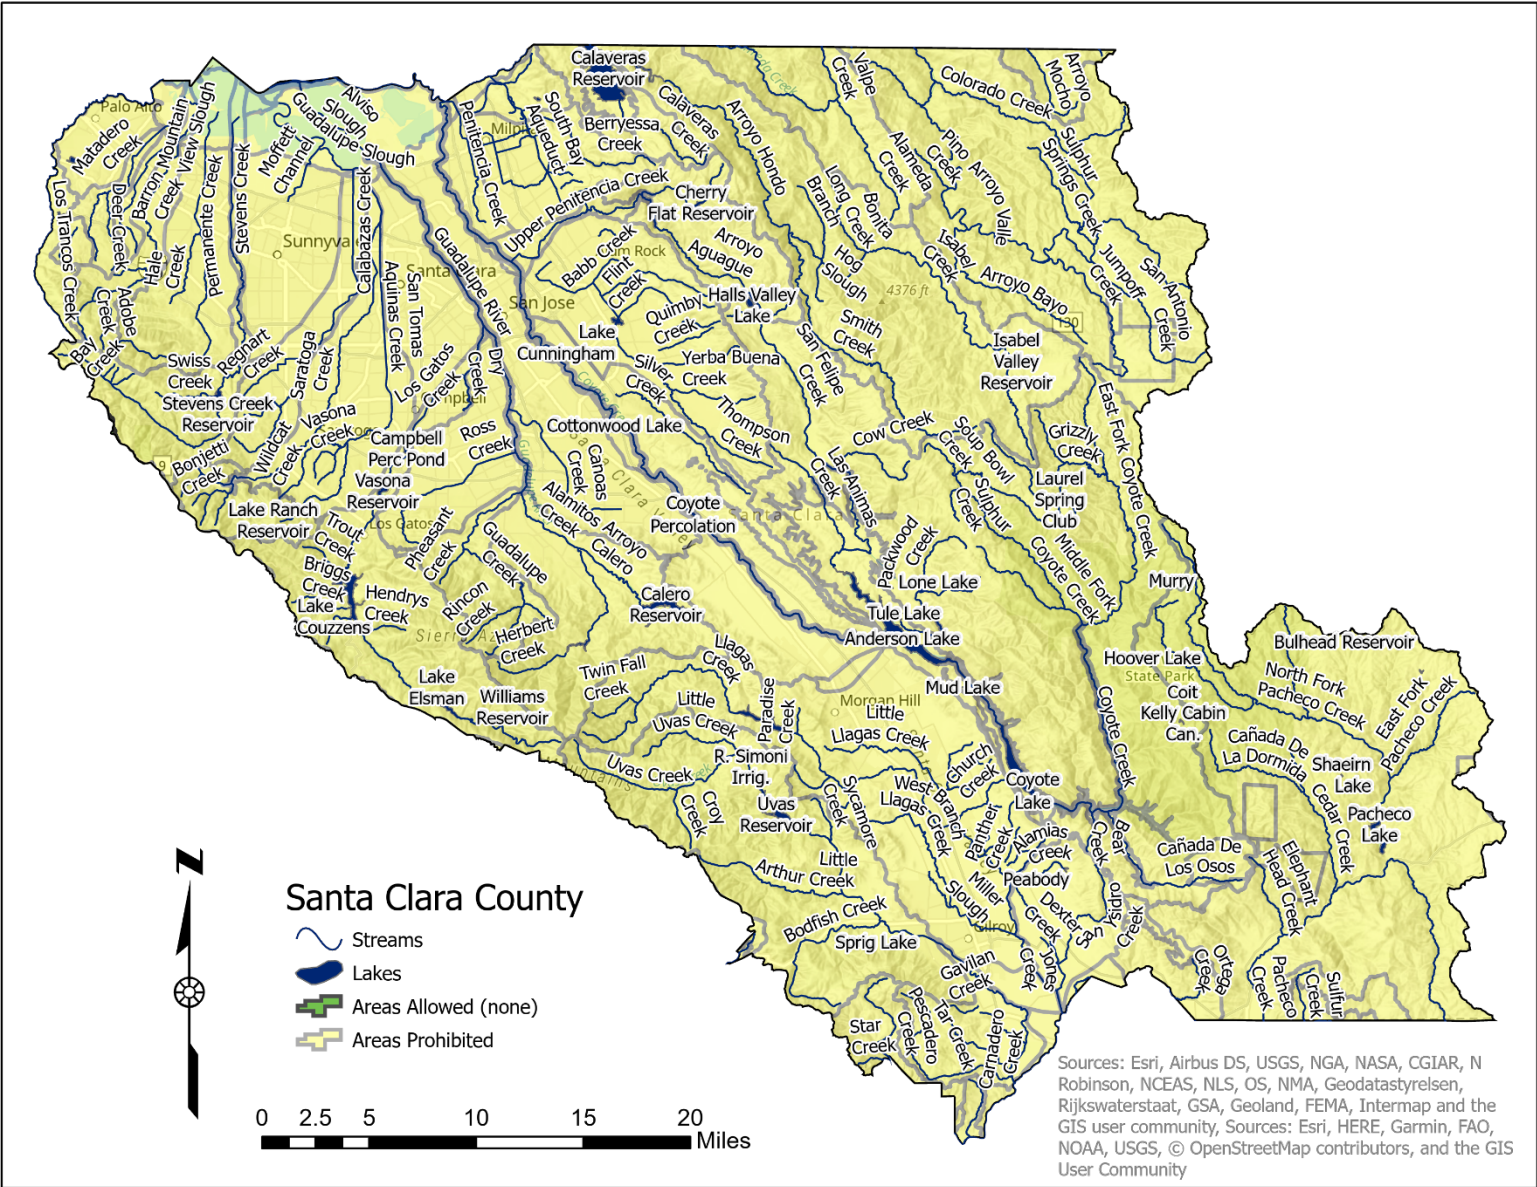 Calaveras
Reservoir
Palo Alto
Matadero
Creek
Barron
Creek
Mountain
View Slough
Moffett
Channel
Alviso
Slough
Guadalupe Slough
Penitencia Creek
South Bay
Aqueduct
Berryessa
Creek
Calaveras
Creek
Arroyo Hondo
Valpe
Creek
Colorado Creek
Arroyo
Mocho
Sulphur
Springs Creek
Los Trancos Creek
Deer Creek
Hale
Creek
Permanente Creek
Stevens Creek
Calabazas Creek
Upper Penitencia Creek
Cherry
Flat Reservoir
Long
Branch
Creek
Bonita
Creek
Alameda
Creek
Pino
Creek
Arroyo Valle
Isabel
Creek
Arroyo Bayo
Jumpoff
Creek
San Antonio
Creek
Santa Clara
San Jose
Guadalupe River
Babb Creek
Flint
Creek
Arroyo
Aguague
Hog
Slough
4376 ft
Halls Valley
Lake
Quimby
Creek
Smith
Creek
130
Isabel
Valley
Reservoir
Adobe
Creek
Bay
Creek
Swiss
Creek
Regnart
Creek
Saratoga
Creek
San Tomas
Aquinas Creek
Los Gatos
Creek
Dry
Creek
Lake
Cunningham
Silver
Creek
Yerba Buena
Creek
San Felipe
Creek
Stevens Creek
Reservoir
Vasona
Creek
Wildcat
Creek
Bonjetti
Creek
9
Campbell
Perc Pond
Ross
Creek
Cottonwood Lake
Thompson
Creek
Cow Creek
Soup Bowl
Creek
Grizzly
Creek
East Fork Coyote Creek
Vasona
Reservoir
Lake Ranch
Reservoir
Los Gatos
Canoas
Creek
Coyote
Percolation
Santa Clara
Las Animas
Creek
Sulphur
Creek
Laurel
Spring
Club
Trout
Creek
Briggs
Creek
Pheasant
Creek
Guadalupe
Creek
Alamitos
Creek
Arroyo
Calero
Packwood
Creek
Lone Lake
Middle Fork
Coyote Creek
Murry
Lake
Couzzens
Hendrys
Creek
Rincon
Creek
Herbert
Creek
Calero
Reservoir
Tule Lake
Anderson Lake
Bulhead Reservoir
Lake
Elsman
Williams
Reservoir
Twin Fall
Creek
Llagas
Creek
Mud Lake
Morgan Hill
Hoover Lake
State Park
Coit
Kelly Cabin
Can.
North Fork
Pacheco Creek
East Fork
Pacheco Creek
Little
Uvas Creek
Paradise
Creek
Little
Llagas Creek
Coyote Creek
Cañada De
La Dormida
Shaeirn
Lake
Uvas Creek
R. Simoni
Irrig.
Church
Creek
Coyote
Lake
Croy
Creek
Uvas
Reservoir
Sycamore
Creek
West Branch
Llagas Creek
Panther
Creek
Alamias
Creek
Bear
Creek
Cañada De
Los Osos
Cedar Creek
Pacheco
Lake
Little
Arthur Creek
Miller
Slough
Peabody
Dexter
Creek
San Ysidro
Creek
Elephant
Head Creek
Bodfish Creek
Sprig Lake
Gilroy
Gavilan
Creek
Jones
Creek
Ortega
Creek
Pacheco
Creek
Sulfur
Creek
Star
Creek
Pescadero
Creek
Tar Creek
Carnadero
Creek
N
Santa Clara County
Streams
Lakes
Areas Allowed (none)
Areas Prohibited
0 2.5 5 10 15 20
Miles
Sources: Esri, Airbus DS, USGS, NGA, NASA, CGIAR, N
Robinson, NCEAS, NLS, OS, NMA, Geodatastyrelsen,
Rijkswaterstaat, GSA, Geoland, FEMA, Intermap and the
GIS user community, Sources: Esri, HERE, Garmin, FAO,
NOAA, USGS, © OpenStreetMap contributors, and the GIS
User Community